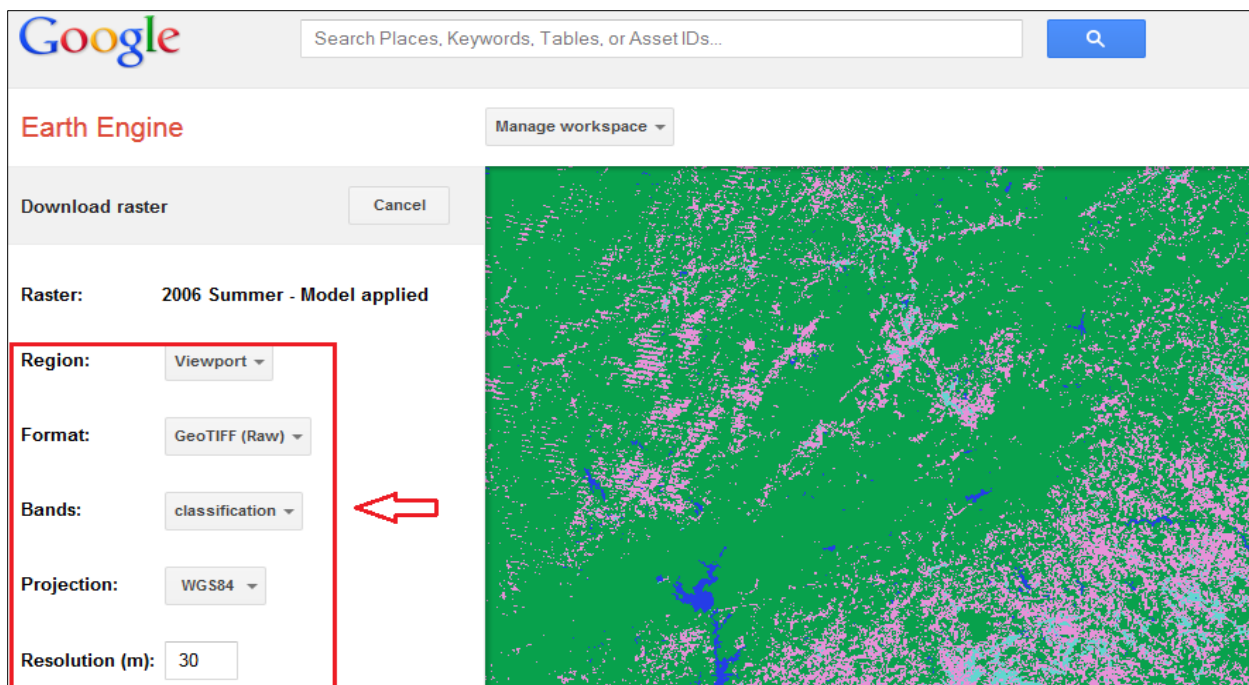 Google
Search Places, Keywords, Tables, or Asset IDs...
Earth Engine
Manage workspace
Download raster
Cancel
Raster: 2006 Summer - Model applied
Region: Viewport
Format: GeoTIFF (Raw)
Bands: classification
Projection: WGS84
Resolution (m): 30